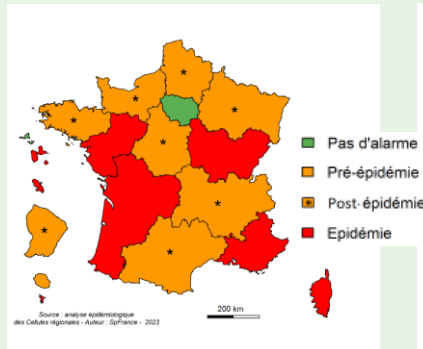 Pas d'alarme
Pré-épidémie
Post-épidémie
Epidémie
200 km
Source : analyse épidémiologique
des Cellules régionales - Auteur : SpFrance - 2023